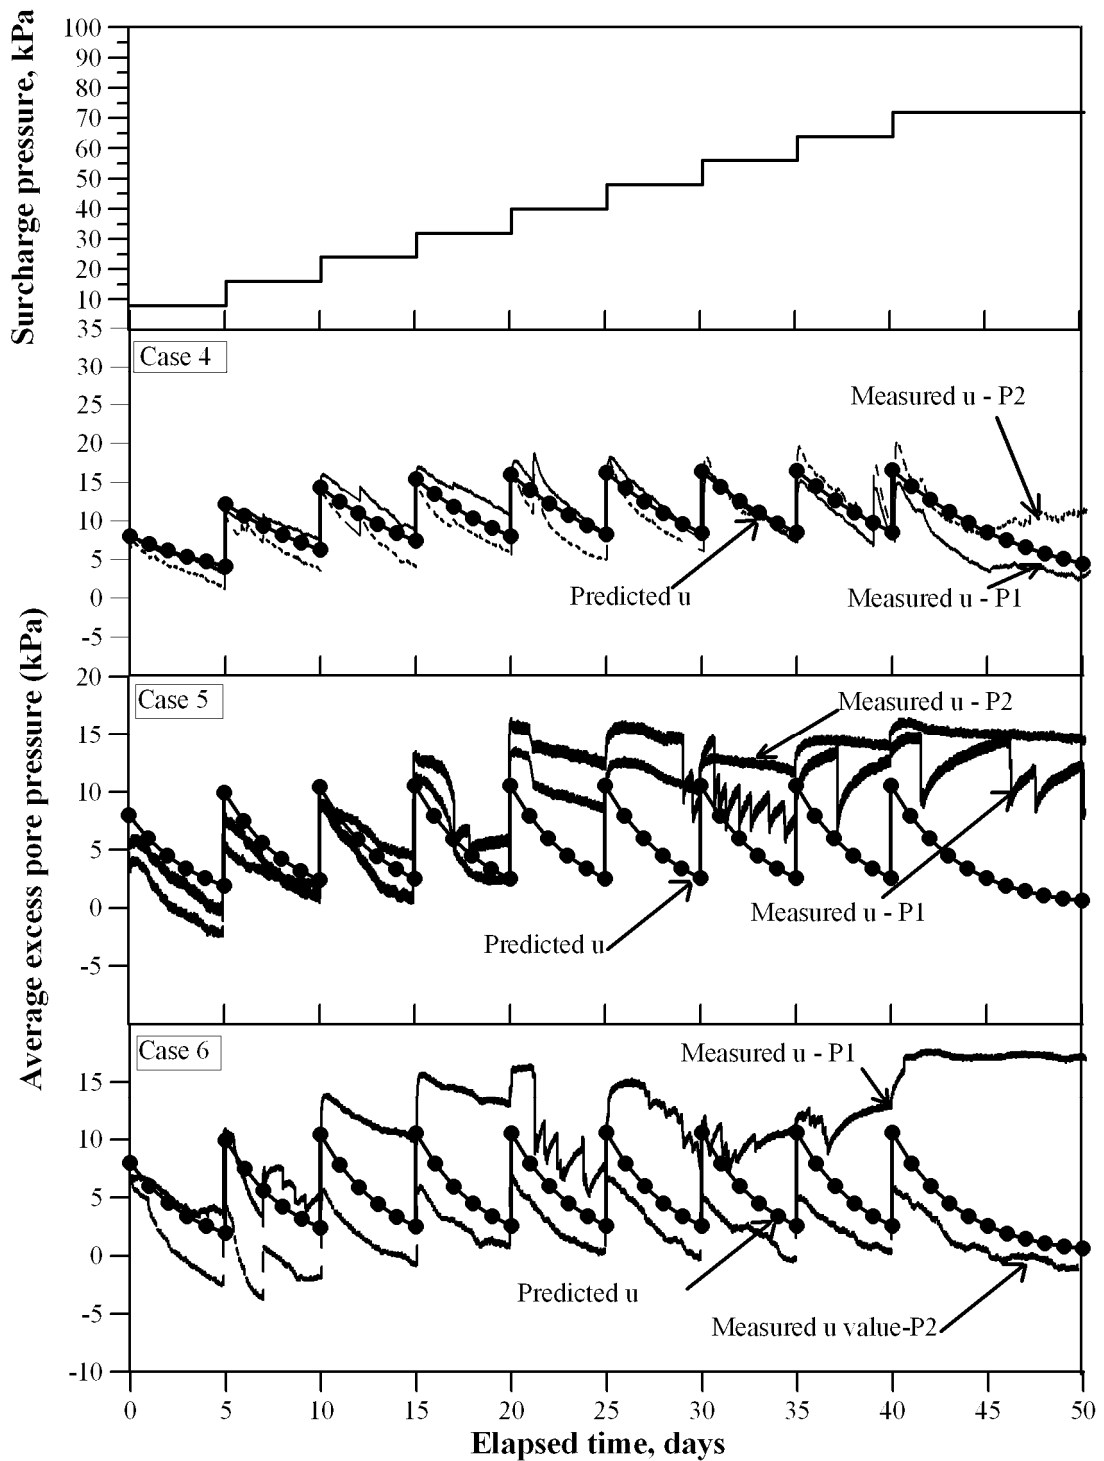 Surcharge pressure, kPa
100
90
80
70
60
50
40
30
20
10
Average excess pore pressure (kPa)
35
30
25
20
15
10
5
0
-5
Case 4
Measured u - P2
Predicted u
Measured u - P1
20
15
10
5
0
-5
Case 5
Measured u - P2
Measured u - P1
Predicted u
15
10
5
0
-5
-10
Case 6
Measured u - P1
Predicted u
Measured u value-P2
0 5 10 15 20 25 30 35 40 45 50
Elapsed time, days